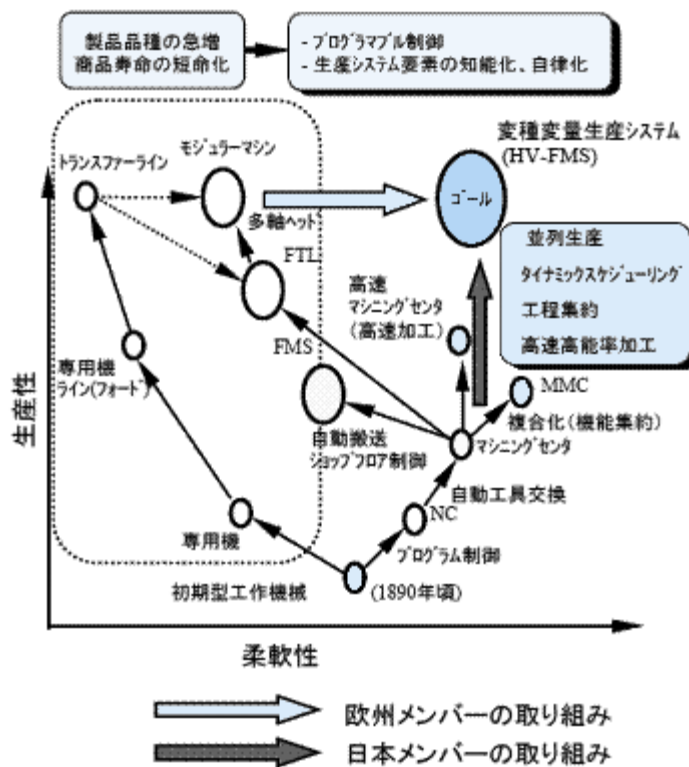 製品品種の急増
商品寿命の短命化
- ﾌﾟﾛｸﾞﾗﾏﾌﾞﾙ制御
- 生産システム要素の知能化、自律化
変種変量生産システム
(HV-FMS)
モジュラーマシン
トランスファーライン
ｺﾞｰﾙ
多軸ヘッド
FTL
並列生産
ﾀｲﾅﾐｯｸｽｹｼﾞｭｰﾘﾝｸﾞ
工程集約
高速高能率加工
高速
マシニングセンタ
(高速加工)
FMS
専用機
ライン(フォード)
MMC
複合化(機能集約)
自動搬送
ショップフロア制御
マシニングセンタ
自動工具交換
NC
専用機
プログラム制御
初期型工作機械
(1890年頃)
生産性
柔軟性
欧州メンバーの取り組み
日本メンバーの取り組み